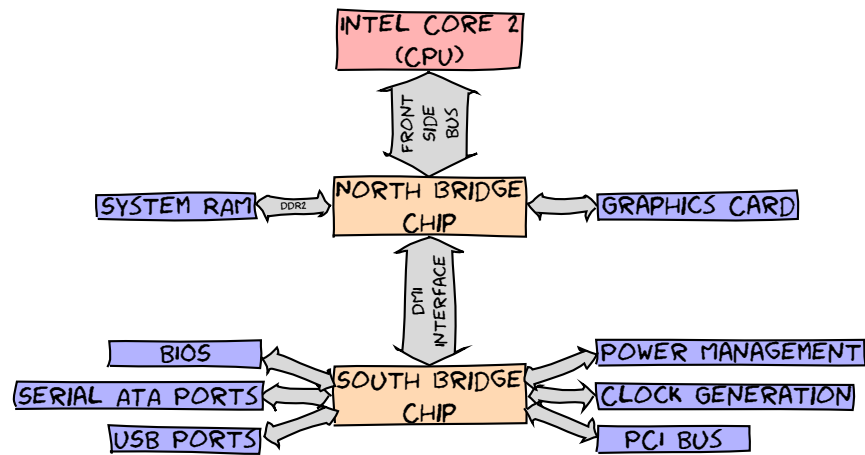 INTEL CORE 2
(CPU)
FRONT
SIDE
BUS
SYSTEM RAM
DDR2
NORTH BRIDGE
CHIP
GRAPHICS CARD
DMI
INTERFACE
BIOS
POWER MANAGEMENT
SERIAL ATA PORTS
SOUTH BRIDGE
CHIP
CLOCK GENERATION
USB PORTS
PCI BUS